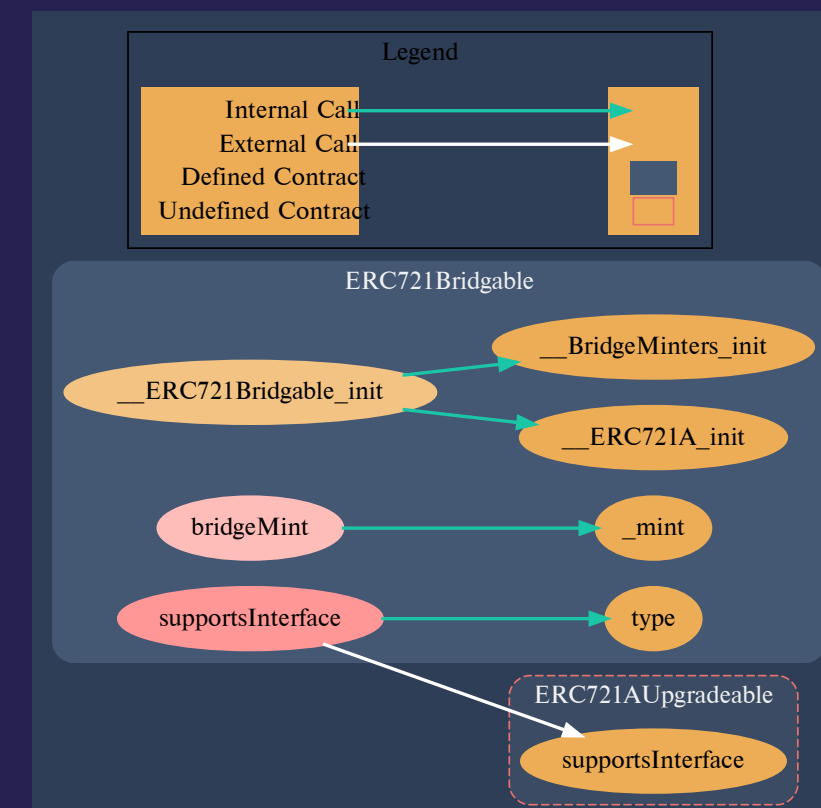 Legend
Internal Call
External Call
Defined Contract
Undefined Contract
ERC721Bridgable
__BridgeMinters_init
__ERC721Bridgable_init
__ERC721A_init
bridgeMint
_mint
supportsInterface
type
ERC721AUpgradeable
supportsInterface